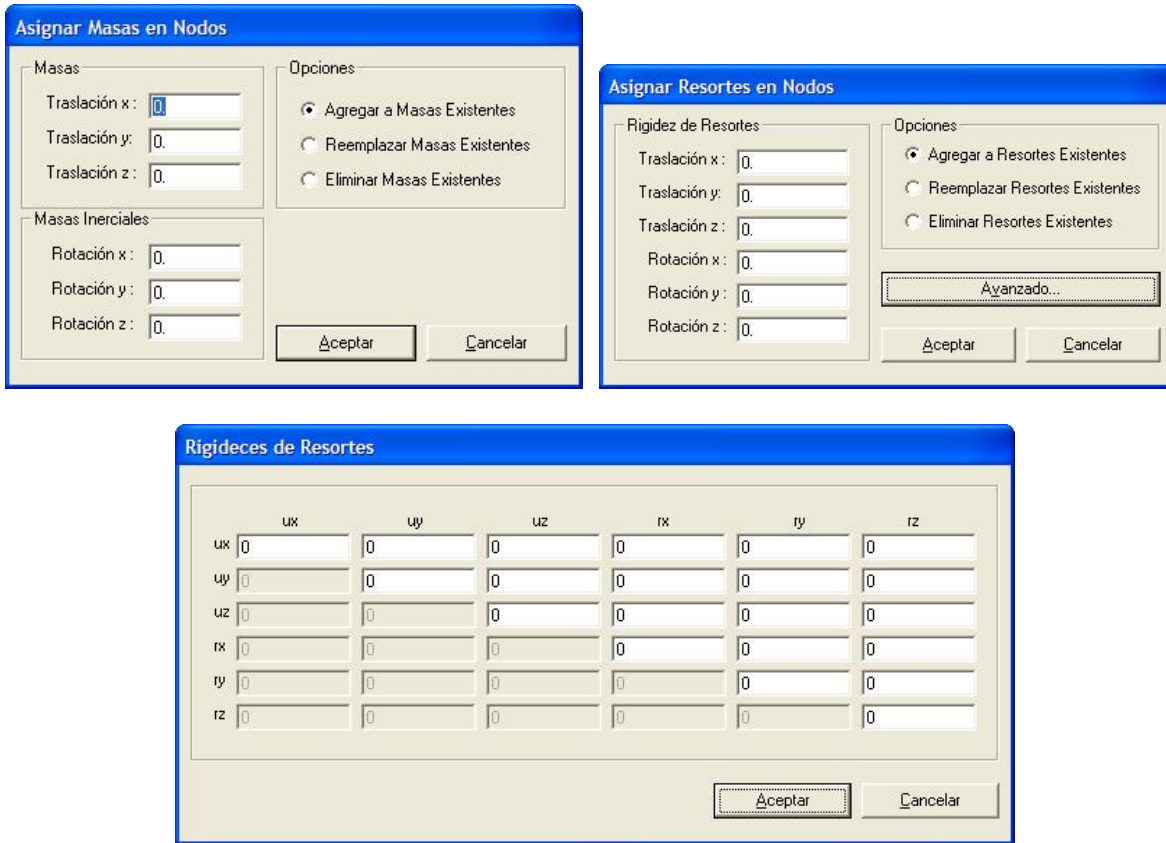 Asignar Masas en Nodos
Masas
Traslación x : 0.
Traslación y: 0.
Traslación z : 0.
Masas Inerciales
Rotación x : 0.
Rotación y : 0.
Rotación z : 0.
Opciones
Agregar a Masas Existentes
Reemplazar Masas Existentes
Eliminar Masas Existentes
Aceptar Cancelar
Asignar Resortes en Nodos
Rigidez de Resortes
Traslación x : 0.
Traslación y: 0.
Traslación z : 0.
Rotación x : 0.
Rotación y : 0.
Rotación z : 0.
Opciones
Agregar a Resortes Existentes
Reemplazar Resortes Existentes
Eliminar Resortes Existentes
Avanzado...
Aceptar Cancelar
Rigideces de Resortes
ux uy uz rx ry rz
ux 0 0 0 0 0 0
uy 0 0 0 0 0 0
uz 0 0 0 0 0 0
rx 0 0 0 0 0 0
ry 0 0 0 0 0 0
rz 0 0 0 0 0 0
Aceptar Cancelar